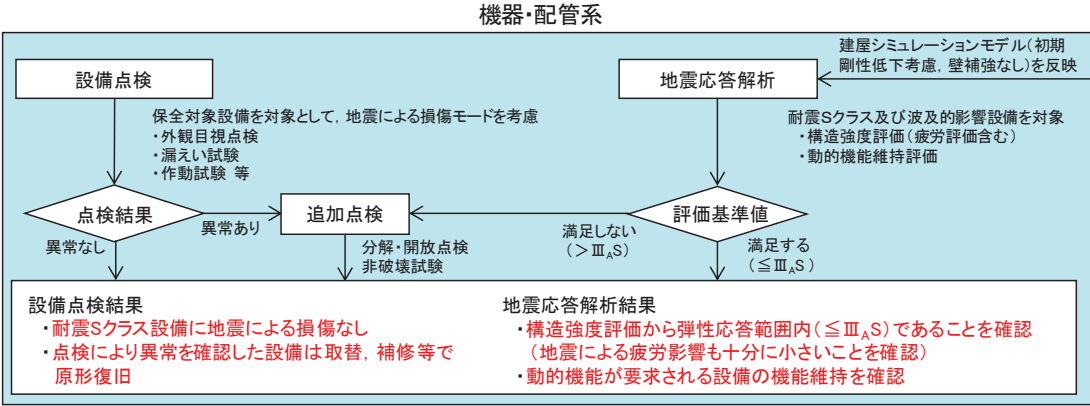 機器・配管系
設備点検
保全対象設備を対象として，地震による損傷モードを考慮
・外観目視点検
・漏えい試験
・作動試験 等
点検結果
異常あり
異常なし
追加点検
分解・開放点検
非破壊試験
建屋シミュレーションモデル（初期
剛性低下考慮，壁補強なし）を反映
地震応答解析
耐震Sクラス及び波及的影響設備を対象
・構造強度評価（疲労評価含む）
・動的機能維持評価
評価基準値
満足しない
（＞ⅢAS）
満足する
（≦ⅢAS）
設備点検結果
・耐震Sクラス設備に地震による損傷なし
・点検により異常を確認した設備は取替，補修等で
原形復旧
地震応答解析結果
・構造強度評価から弾性応答範囲内（≦ⅢAS）であることを確認
（地震による疲労影響も十分に小さいことを確認）
・動的機能が要求される設備の機能維持を確認